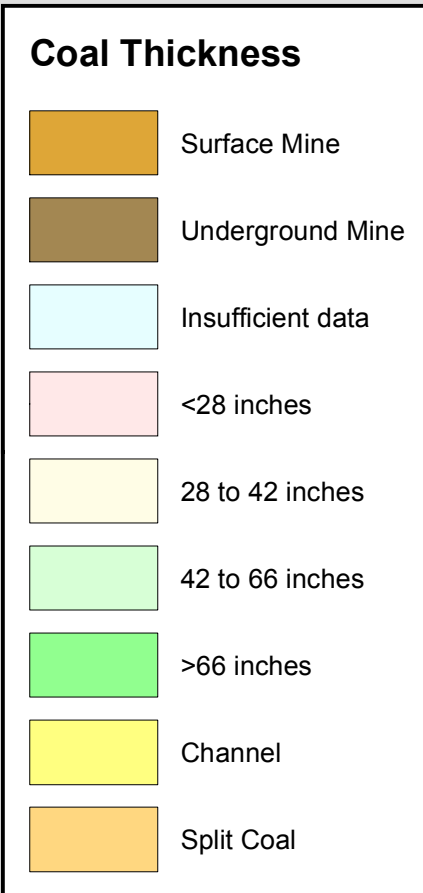 Coal Thickness
Surface Mine
Underground Mine
Insufficient data
<28 inches
28 to 42 inches
42 to 66 inches
>66 inches
Channel
Split Coal